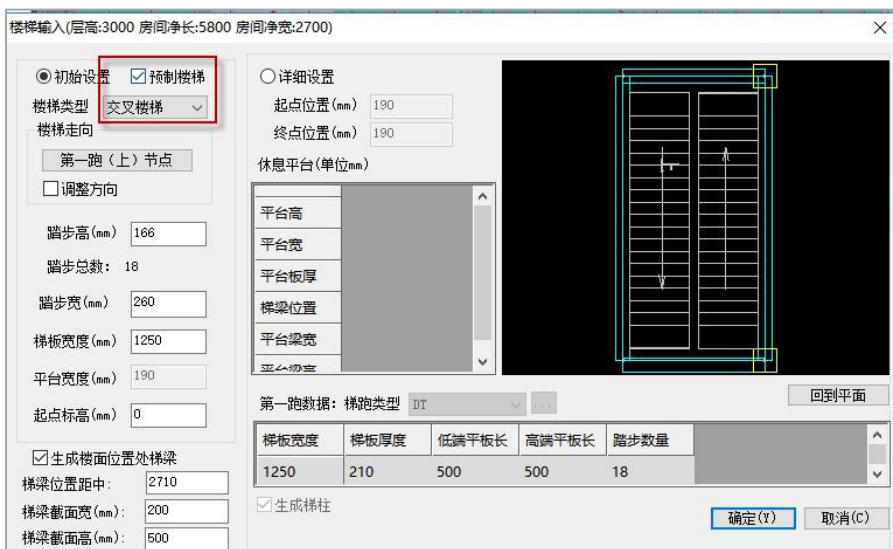 楼梯输入(层高:3000 房间净长:5800 房间净宽:2700)
初始设置 预制楼梯
楼梯类型 交叉楼梯
楼梯走向
第一跑（上）节点
调整方向
踏步高(mm) 166
踏步总数: 18
踏步宽(mm) 260
梯板宽度(mm) 1250
平台宽度(mm) 190
起点标高(mm) 0
生成楼面位置处梯梁
梯梁位置距中: 2710
梯梁截面宽(mm): 200
梯梁截面高(mm): 500
详细设置
起点位置(mm) 190
终点位置(mm) 190
休息平台(单位mm)
平台高
平台宽
平台板厚
梯梁位置
平台梁宽
平台梁高
回到平面
第一跑数据: 梯跑类型 DT ...
梯板宽度 梯板厚度 低端平板长 高端平板长 踏步数量
1250 210 500 500 18
生成梯柱
确定(Y) 取消(C)